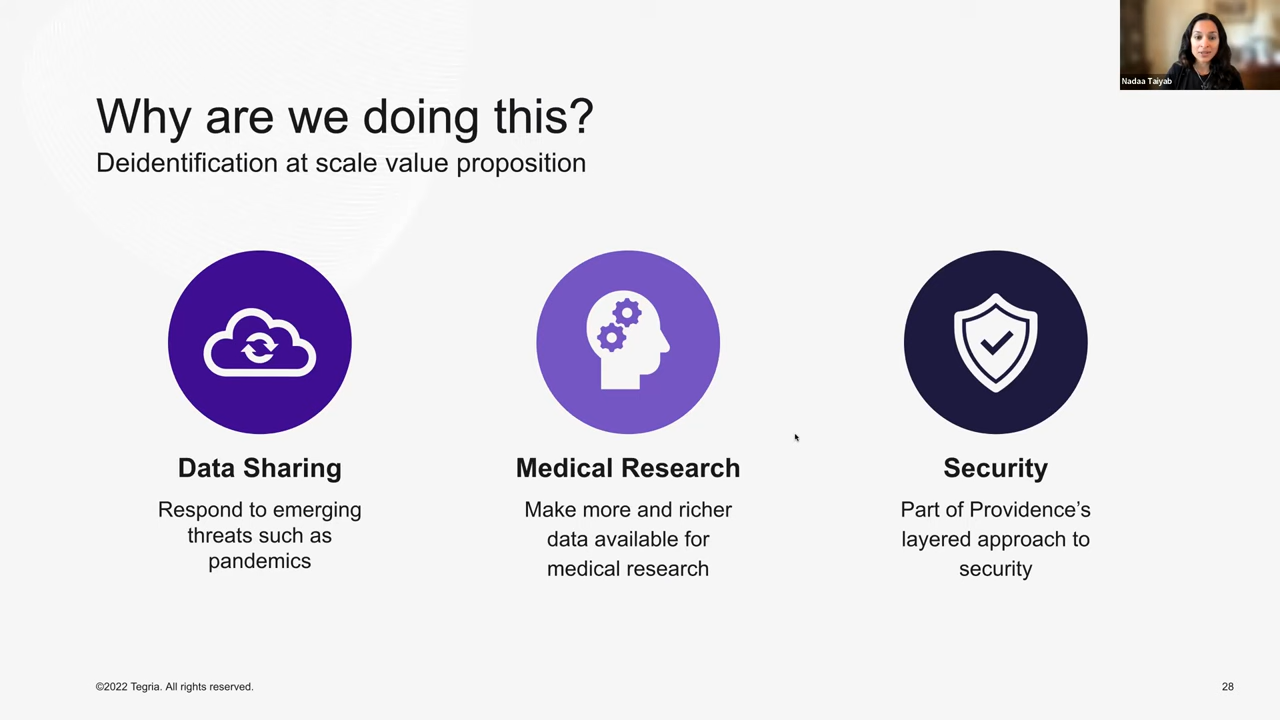 Nadaa Taiyab
Why are we doing this?
Deidentification at scale value proposition
Data Sharing
Respond to emerging
threats such as
pandemics
Medical Research
Make more and richer
data available for
medical research
Security
Part of Providence’s
layered approach to
security
©2022 Tegria. All rights reserved.
28